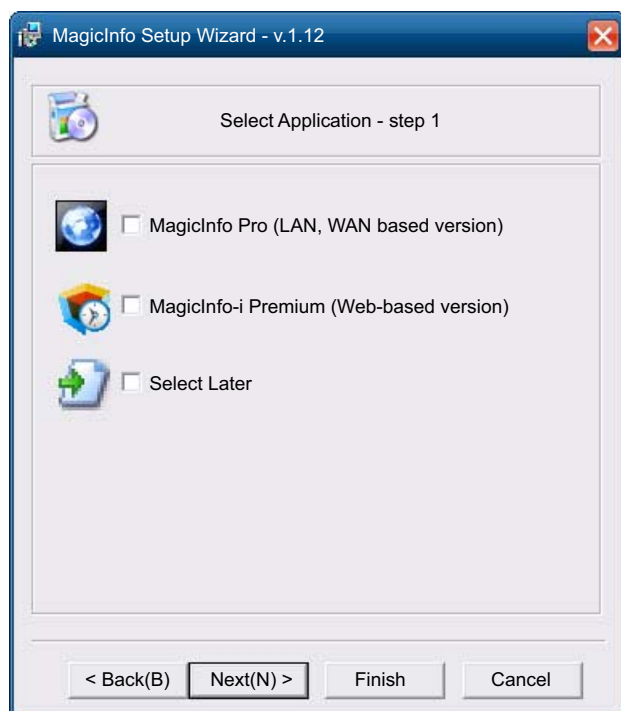 MagicInfo Setup Wizard - v.1.12
Select Application - step 1
MagicInfo Pro (LAN, WAN based version)
MagicInfo-i Premium (Web-based version)
Select Later
< Back(B) Next(N) > Finish Cancel